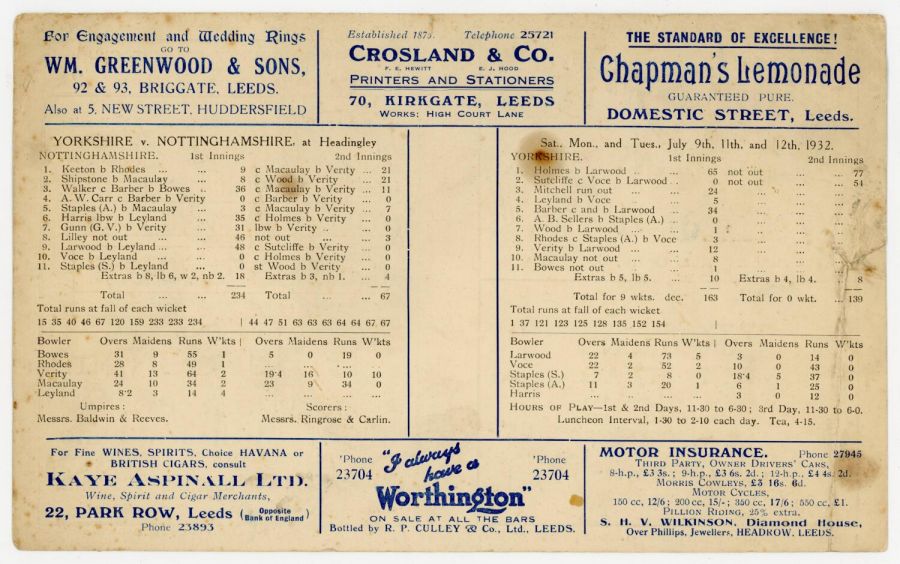 For Engagement and Wedding Rings
GO TO
WM. GREENWOOD & SONS,
92 & 93, BRIGGATE, LEEDS.
Also at 5, NEW STREET, HUDDERSFIELD
Established 1875. Telephone 25721
CROSLAND & CO.
F. E. HEWITT E. J. HOOD
PRINTERS AND STATIONERS
70, KIRKGATE, LEEDS
WORKS: HIGH COURT LANE
THE STANDARD OF EXCELLENCE!
Chapman's Lemonade
GUARANTEED PURE.
DOMESTIC STREET, Leeds.
YORKSHIRE v. NOTTINGHAMSHIRE, at Headingley
NOTTINGHAMSHIRE. 1st Innings 2nd Innings
1. Keeton b Rhodes ... ... 9 c Macaulay b Verity ... 21
2. Shipstone b Macaulay ... 8 c Wood b Verity ... 21
3. Walker c Barber b Bowes .. 36 c Macaulay b Verity ... 11
4. A. W. Carr c Barber b Verity 0 c Barber b Verity ... 0
5. Staples (A.) b Macaulay ... 3 c Macaulay b Verity ... 7
6. Harris lbw b Leyland ... 35 c Holmes b Verity ... 0
7. Gunn (G. V.) b Verity ... 31 lbw b Verity ... ... 0
8. Lilley not out ... ... 46 not out ... ... 3
9. Larwood b Leyland ... ... 48 c Sutcliffe b Verity ... 0
10. Voce b Leyland ... ... 0 c Holmes b Verity ... 0
11. Staples (S.) b Leyland ... 0 st Wood b Verity ... 0
Extras b 8, lb 6, w 2, nb 2. 18 Extras b 3, nb 1. ... 4
Total ... ... 234 Total ... ... 67
Total runs at fall of each wicket
15 35 40 46 67 120 159 233 233 234 | 44 47 51 63 63 63 64 64 67 67
Bowler Overs Maidens Runs W'kts | Overs Maidens Runs W'kts
Bowes 31 9 55 1 5 0 19 0
Rhodes 28 8 49 1 ... ... ... ...
Verity 41 13 64 2 19·4 16 10 10
Macaulay 24 10 34 2 23 9 34 0
Leyland 8·2 3 14 4 ... ... ... ...
Umpires : Scorers :
Messrs. Baldwin & Reeves. Messrs. Ringrose & Carlin.
Sat., Mon., and Tues., July 9th, 11th, and 12th, 1932.
YORKSHIRE. 1st Innings 2nd Innings
1. Holmes b Larwood ... ... 65 not out ... ... 77
2. Sutcliffe c Voce b Larwood .. 0 not out ... ... 54
3. Mitchell run out ... ... 24
4. Leyland b Voce ... 5
5. Barber c and b Larwood ... 34
6. A. B. Sellers b Staples (A.) ... 0
7. Wood b Larwood ... ... 1
8. Rhodes c Staples (A.) b Voce 3
9. Verity b Larwood ... ... 12
10. Macaulay not out ... ... 8
11. Bowes not out ... ... 1
Extras b 5, lb 5. ... 10 Extras b 4, lb 4. ... 8
Total for 9 wkts. dec. 163 Total for 0 wkt. ... 139
Total runs at fall of each wicket
1 37 121 123 125 128 135 152 154 |
Bowler Overs Maidens Runs W'kts | Overs Maidens Runs W'kts
Larwood 22 4 73 5 3 0 14 0
Voce 22 2 52 2 10 0 43 0
Staples (S.) 7 2 8 0 18·4 5 37 0
Staples (A.) 11 3 20 1 6 1 25 0
Harris ... ... ... ... 3 0 12 0
HOURS OF PLAY—1st & 2nd Days, 11-30 to 6-30 ; 3rd Day, 11-30 to 6-0.
Luncheon Interval, 1-30 to 2-10 each day. Tea, 4-15.
For Fine WINES, SPIRITS, Choice HAVANA or
BRITISH CIGARS, consult
KAYE ASPINALL LTD.
Wine, Spirit and Cigar Merchants,
22, PARK ROW, Leeds (Opposite Bank of England)
Phone 23893
'Phone 23704
"I always
have a
Worthington"
'Phone 23704
ON SALE AT ALL THE BARS
Bottled by R. P. CULLEY & Co., Ltd., LEEDS.
MOTOR INSURANCE. Phone 27945
THIRD PARTY, OWNER DRIVERS' CARS,
8-h.p., £3 3s. ; 9-h.p., £3 6s. 2d. ; 12-h.p., £4 4s. 2d.
MORRIS COWLEYS, £3 16s. 6d.
MOTOR CYCLES,
150 cc, 12/6 ; 200 cc, 15/- ; 350 cc, 17/6 ; 550 cc, £1.
PILLION RIDING, 25% extra.
S. H. V. WILKINSON, Diamond House,
Over Phillips, Jewellers, HEADROW, LEEDS.